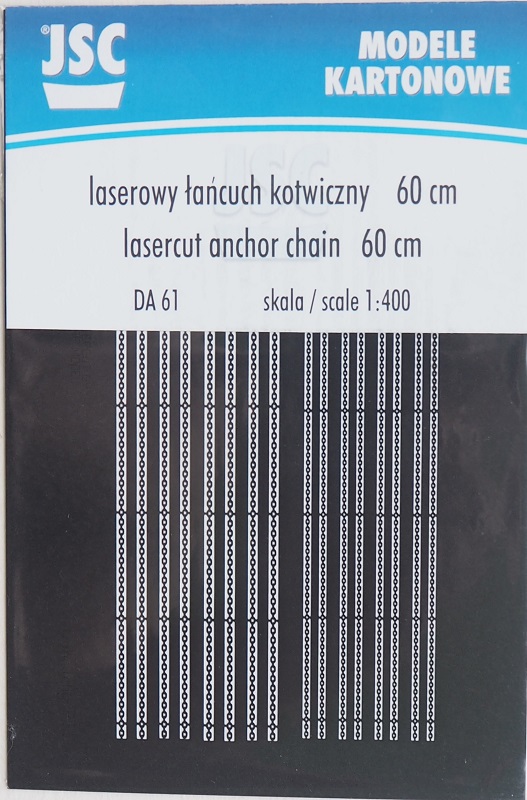 ® JSC
MODELE
KARTONOWE
laserowy łańcuch kotwiczny 60 cm
lasercut anchor chain 60 cm
DA 61 skala / scale 1:400